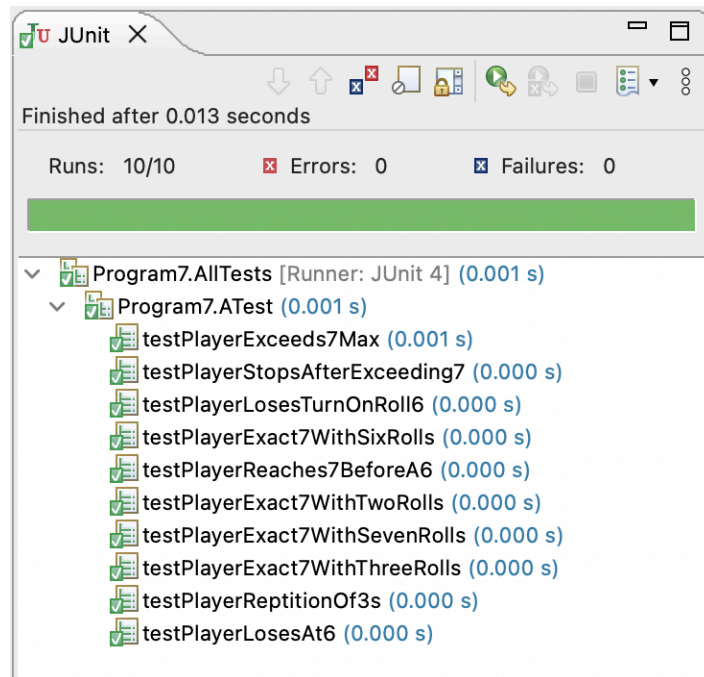 JUnit
Finished after 0.013 seconds
Runs: 10/10 Errors: 0 Failures: 0
Program7.AllTests [Runner: JUnit 4] (0.001 s)
Program7.ATest (0.001 s)
testPlayerExceeds7Max (0.001 s)
testPlayerStopsAfterExceeding7 (0.000 s)
testPlayerLosesTurnOnRoll6 (0.000 s)
testPlayerExact7WithSixRolls (0.000 s)
testPlayerReaches7BeforeA6 (0.000 s)
testPlayerExact7WithTwoRolls (0.000 s)
testPlayerExact7WithSevenRolls (0.000 s)
testPlayerExact7WithThreeRolls (0.000 s)
testPlayerReptitionOf3s (0.000 s)
testPlayerLosesAt6 (0.000 s)